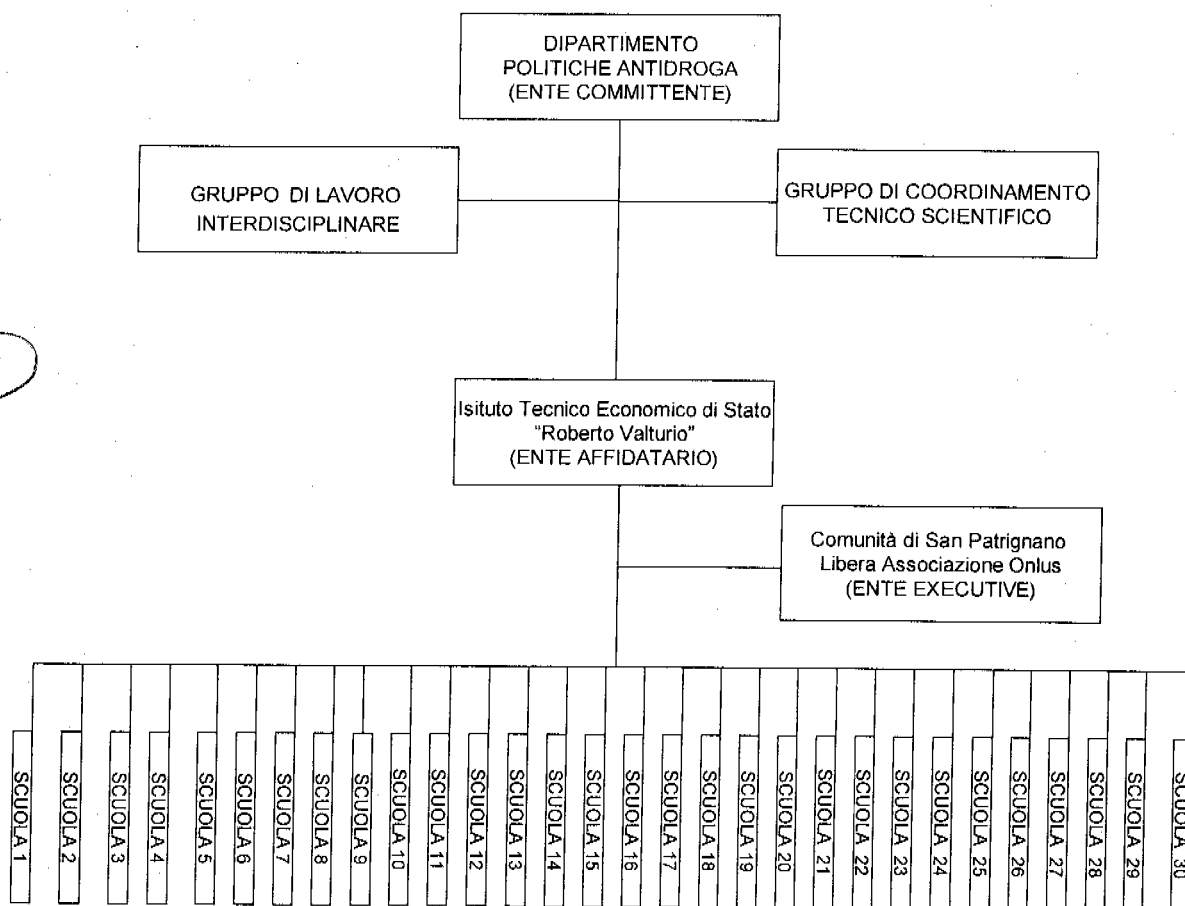 DIPARTIMENTO
POLITICHE ANTIDROGA
(ENTE COMMITTENTE)
GRUPPO DI LAVORO
INTERDISCIPLINARE
GRUPPO DI COORDINAMENTO
TECNICO SCIENTIFICO
Isituto Tecnico Economico di Stato
"Roberto Valturio"
(ENTE AFFIDATARIO)
Comunità di San Patrignano
Libera Associazione Onlus
(ENTE EXECUTIVE)
SCUOLA 1
SCUOLA 2
SCUOLA 3
SCUOLA 4
SCUOLA 5
SCUOLA 6
SCUOLA 7
SCUOLA 8
SCUOLA 9
SCUOLA 10
SCUOLA 11
SCUOLA 12
SCUOLA 13
SCUOLA 14
SCUOLA 15
SCUOLA 16
SCUOLA 17
SCUOLA 18
SCUOLA 19
SCUOLA 20
SCUOLA 21
SCUOLA 22
SCUOLA 23
SCUOLA 24
SCUOLA 25
SCUOLA 26
SCUOLA 27
SCUOLA 28
SCUOLA 29
SCUOLA 30